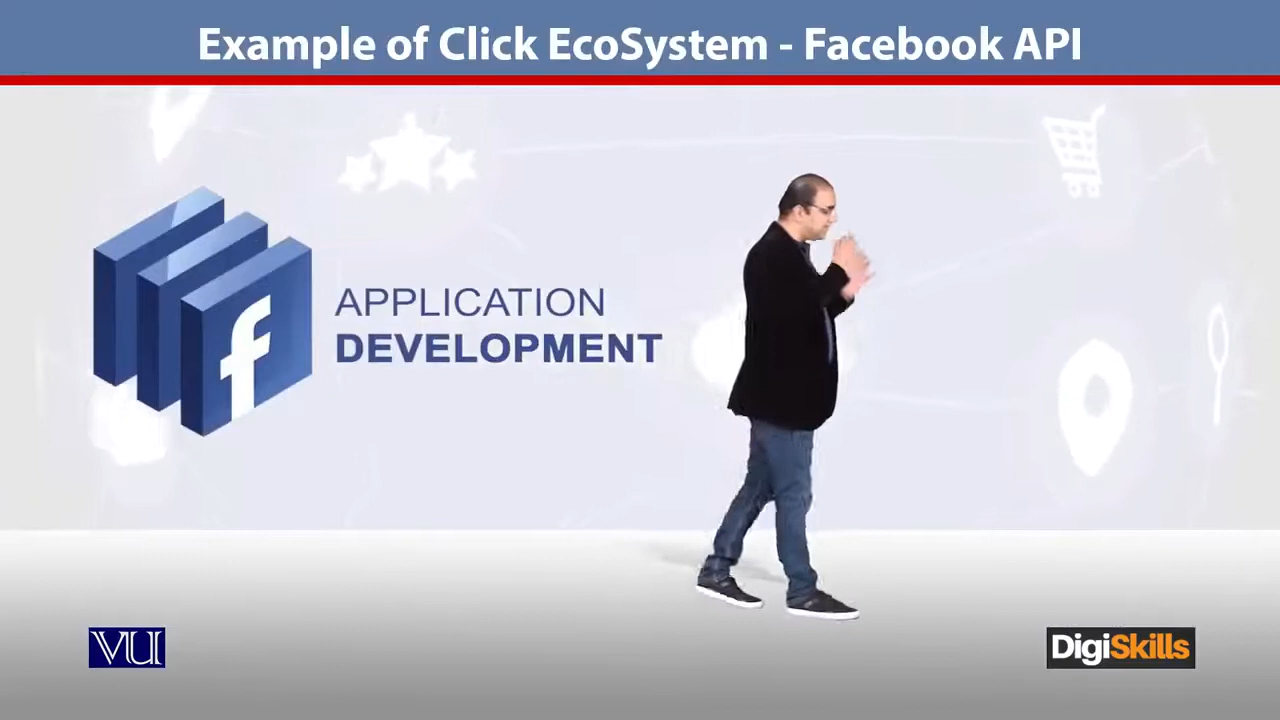 Example of Click EcoSystem - Facebook API
f
APPLICATION
DEVELOPMENT
VU
DigiSkills